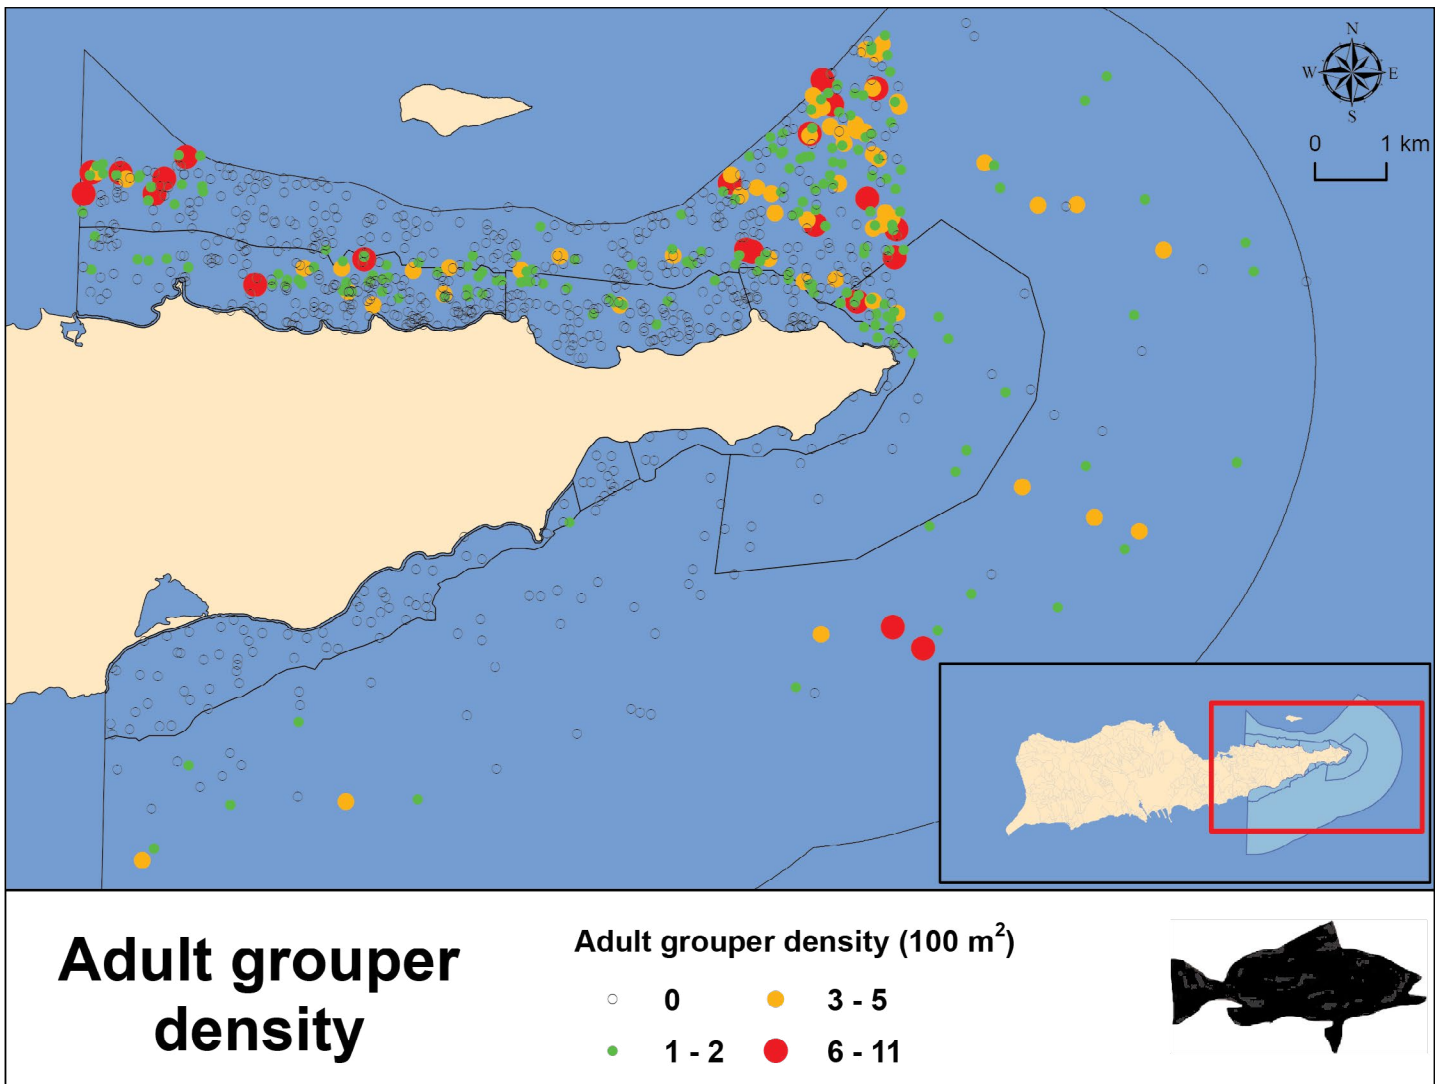 N
W E
S
0 1 km
Adult grouper
density
Adult grouper density (100 m²)
0 3 - 5
1 - 2 6 - 11